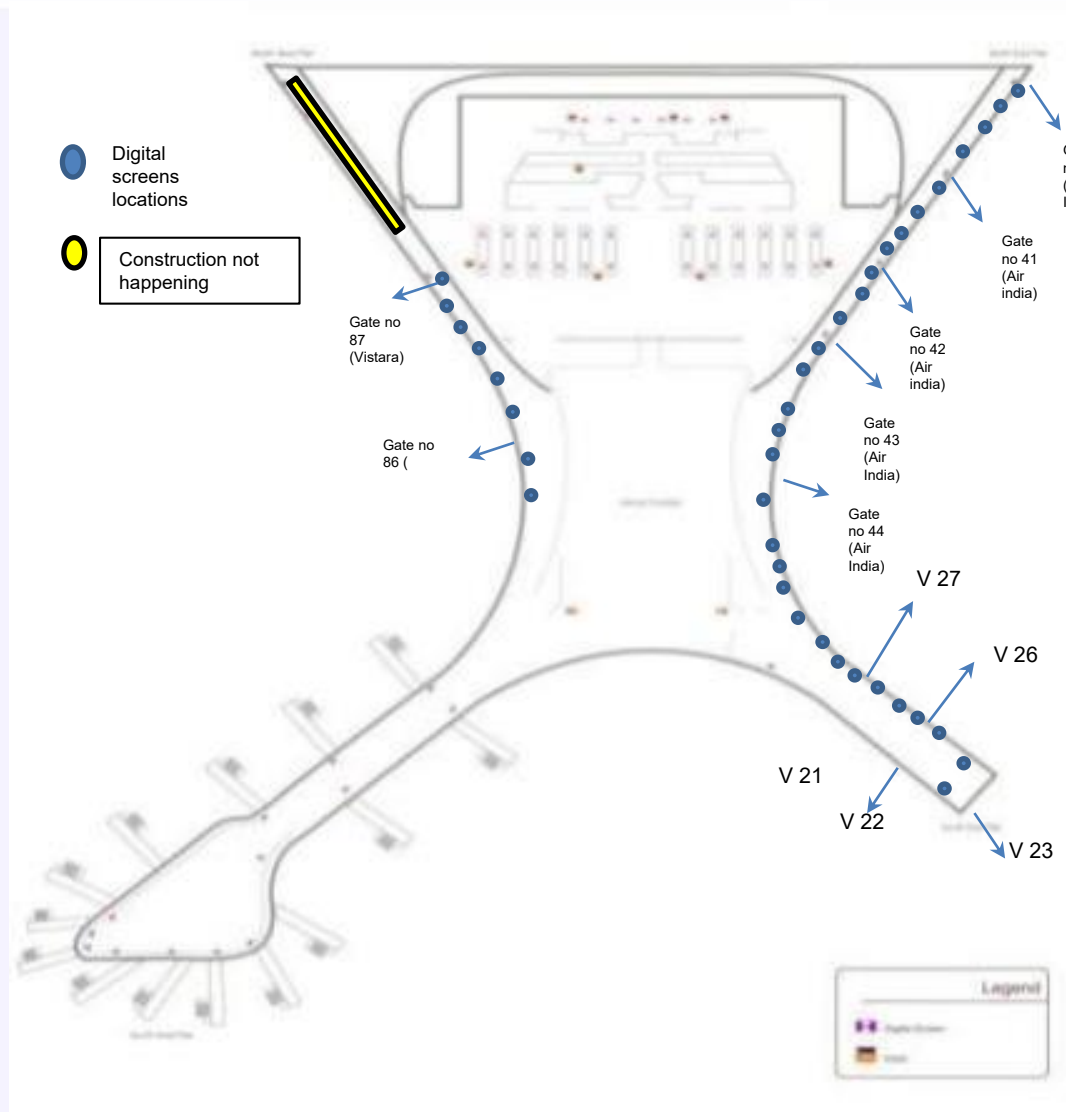 Digital
screens
locations
Construction not
happening
Gate no
87
(Vistara)
Gate no
86 (
Gate
no 41
(Air
india)
Gate
no 42
(Air
india)
Gate
no 43
(Air
India)
Gate
no 44
(Air
India)
V 27
V 26
V 21
V 22
V 23
Legend